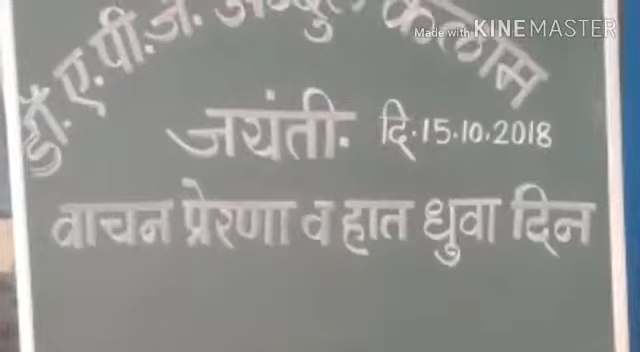 डॉ. ए. पी. जे. अब्दुल कलाम
Made with KINEMASTER
जयंती. दि. 15.10.2018
वाचन प्रेरणा व हात धुवा दिन